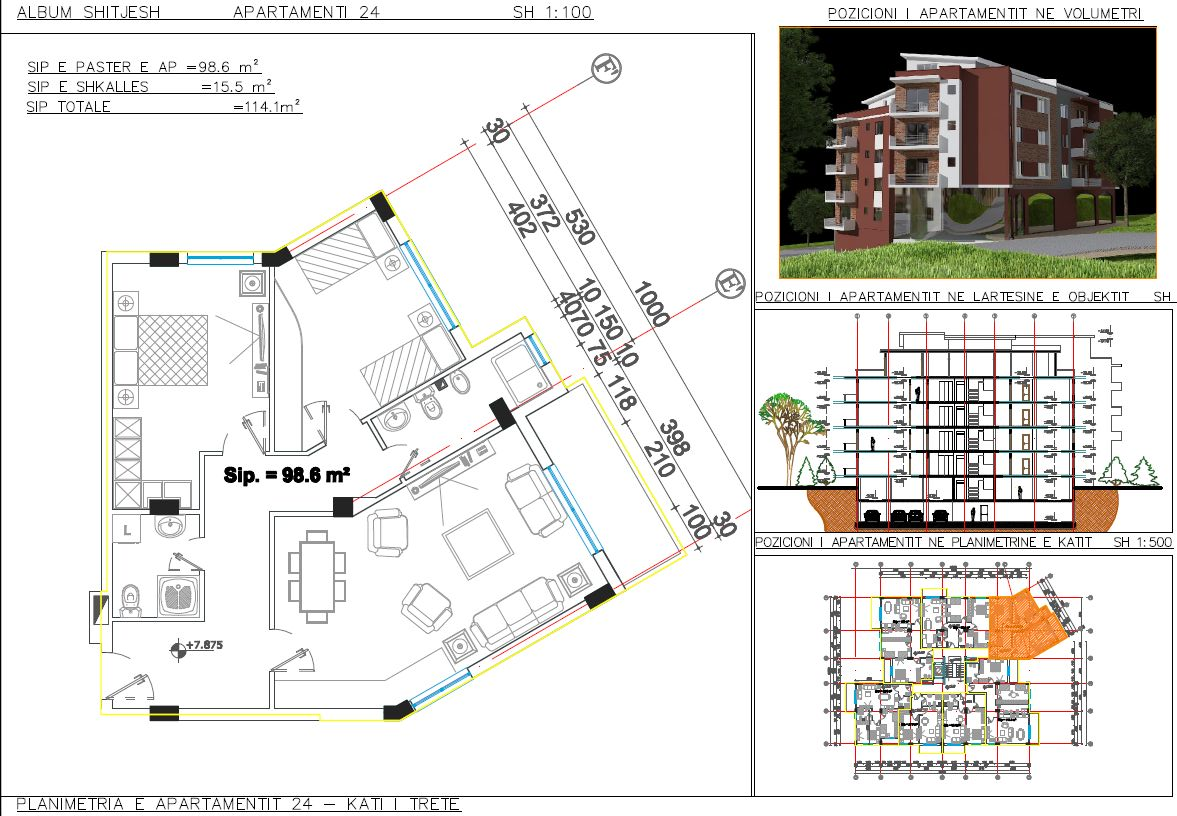 ALBUM SHITJESH APARTAMENTI 24 SH 1:100
SIP E PASTER E AP =98.6 m²
SIP E SHKALLES =15.5 m²
SIP TOTALE =114.1m²
F'
E'
30
530
372
402
1000
10 150 10
40 70 75
118
398
210
100
30
Sip. = 98.6 m²
L
+7.875
PLANIMETRIA E APARTAMENTIT 24 – KATI I TRETE
POZICIONI I APARTAMENTIT NE VOLUMETRI
POZICIONI I APARTAMENTIT NE LARTESINE E OBJEKTIT SH
POZICIONI I APARTAMENTIT NE PLANIMETRINE E KATIT SH 1:500